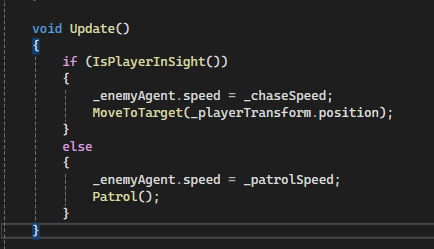 void Update()
{
if (IsPlayerInSight())
{
_enemyAgent.speed = _chaseSpeed;
MoveToTarget(_playerTransform.position);
}
else
{
_enemyAgent.speed = _patrolSpeed;
Patrol();
}
}